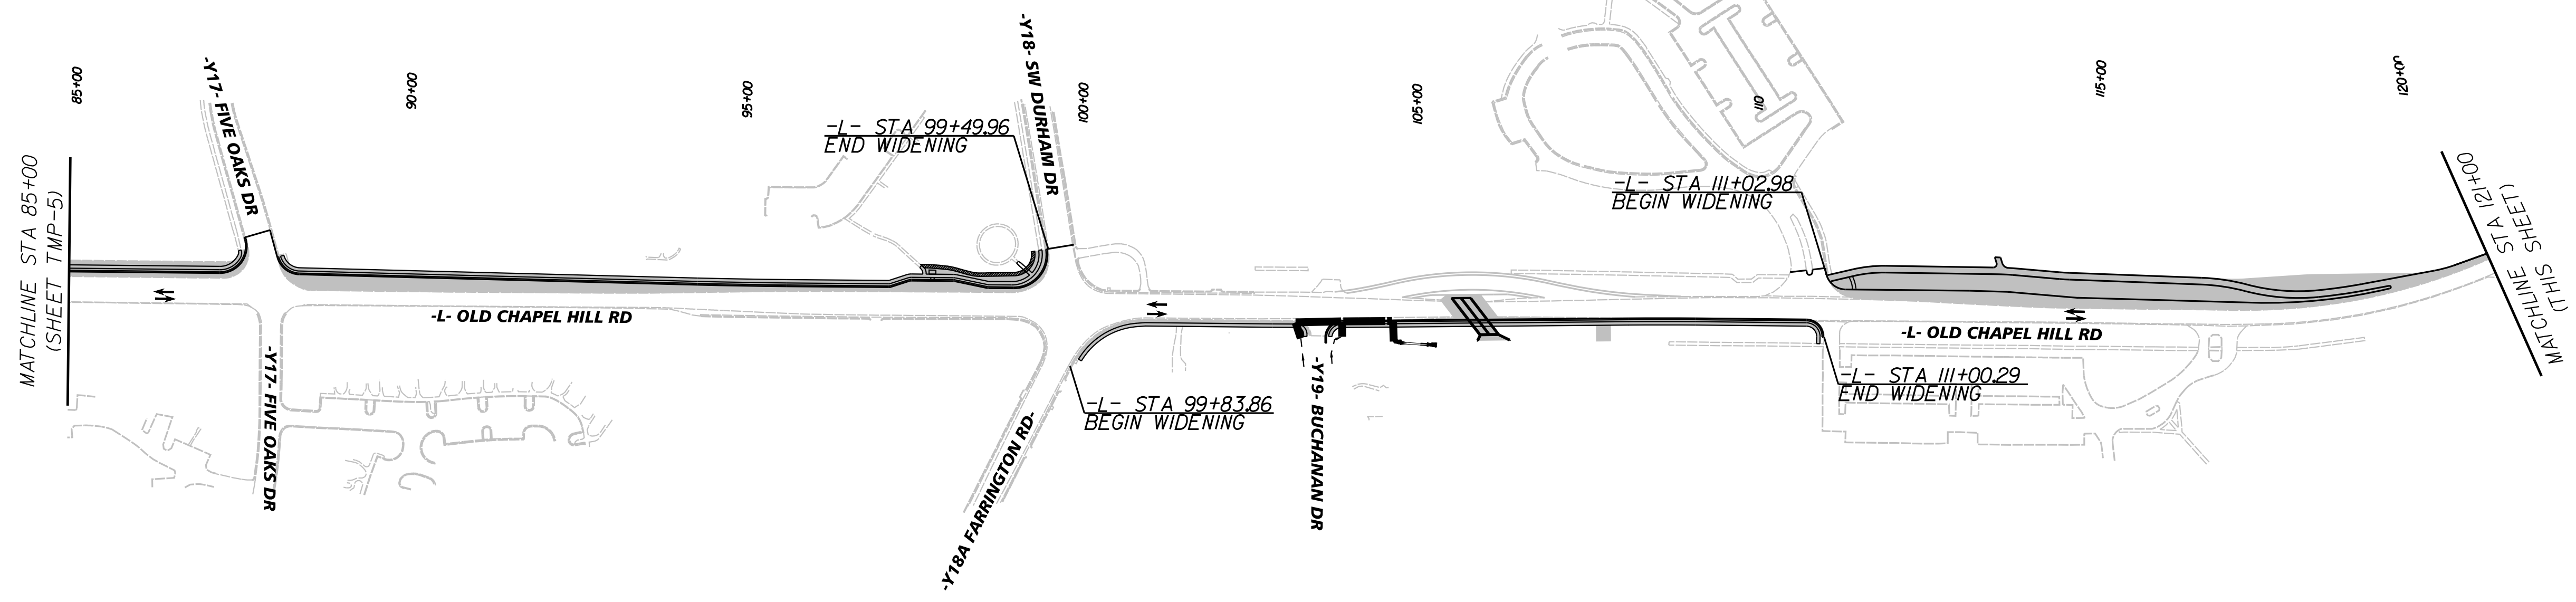 85+00
90+00
95+00
100+00
105+00
110
115+00
120+00
-Y17- FIVE OAKS DR
-Y18- SW DURHAM DR
-L- STA 99+49.96
END WIDENING
-L- STA 111+02.98
BEGIN WIDENING
MATCHLINE STA 85+00
(SHEET TMP-5)
MATCHLINE STA 121+00
(THIS SHEET)
-L- OLD CHAPEL HILL RD
-L- OLD CHAPEL HILL RD
-Y17- FIVE OAKS DR
-L- STA 99+83.86
BEGIN WIDENING
-Y18A FARRINGTON RD-
-Y19- BUCHANAN DR
-L- STA 111+00.29
END WIDENING